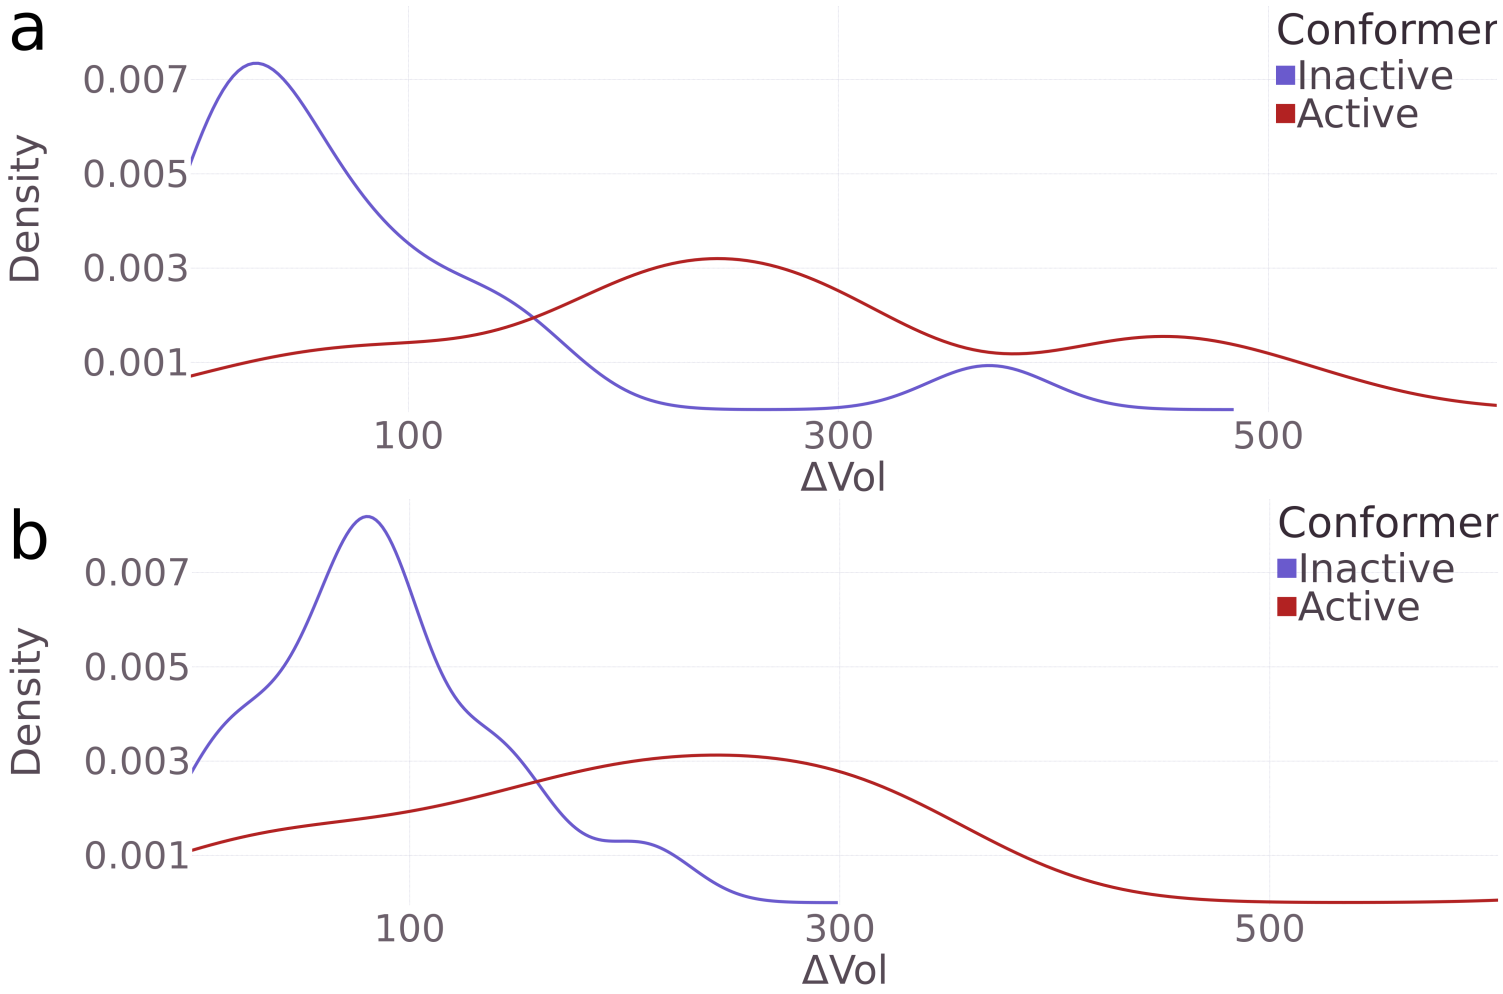 a
Conformer
Inactive
Active
0.007
0.005
0.003
0.001
Density
100 300 500
ΔVol
b
Conformer
Inactive
Active
0.007
0.005
0.003
0.001
Density
100 300 500
ΔVol